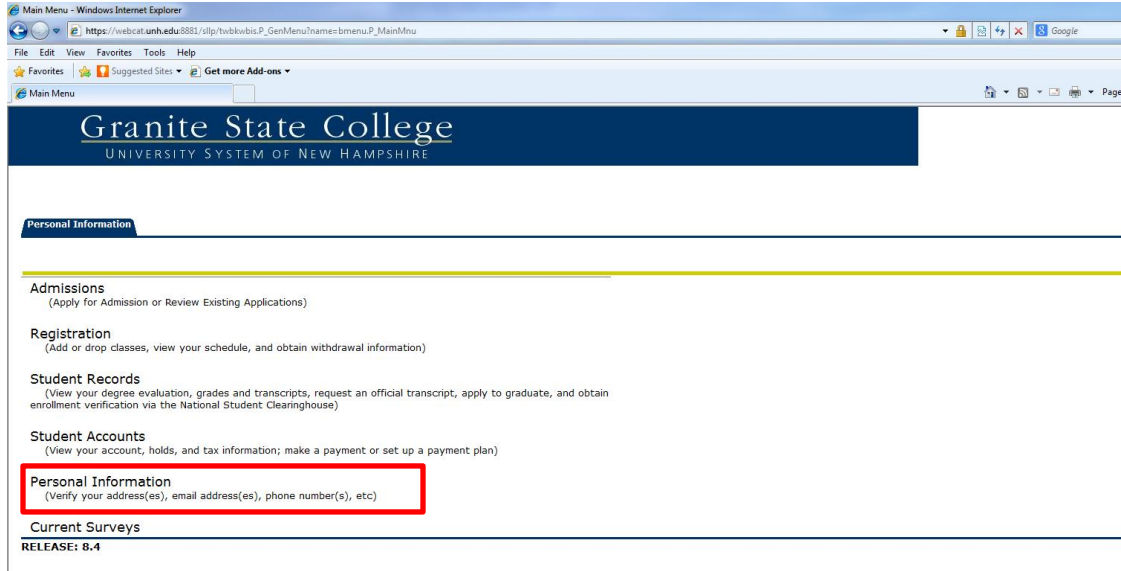 Main Menu - Windows Internet Explorer
https://webcat.unh.edu:8881/sllp/twbkwbis.P_GenMenu?name=bmenu.P_MainMnu
Google
File Edit View Favorites Tools Help
Favorites Suggested Sites Get more Add-ons
Main Menu
Page
Granite State College
UNIVERSITY SYSTEM OF NEW HAMPSHIRE
Personal Information
Admissions
(Apply for Admission or Review Existing Applications)
Registration
(Add or drop classes, view your schedule, and obtain withdrawal information)
Student Records
(View your degree evaluation, grades and transcripts, request an official transcript, apply to graduate, and obtain
enrollment verification via the National Student Clearinghouse)
Student Accounts
(View your account, holds, and tax information; make a payment or set up a payment plan)
Personal Information
(Verify your address(es), email address(es), phone number(s), etc)
Current Surveys
RELEASE: 8.4